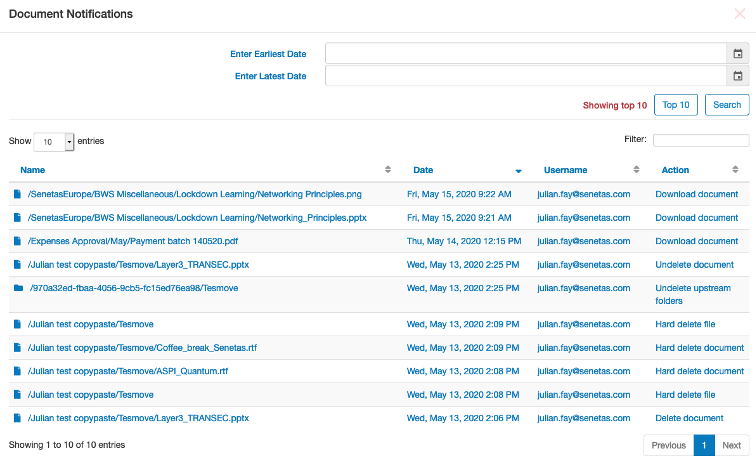 Document Notifications
Enter Earliest Date
Enter Latest Date
Showing top 10 Top 10 Search
Show 10 entries Filter:
Name Date Username Action
/SenetasEurope/BWS Miscellaneous/Lockdown Learning/Networking Principles.png Fri, May 15, 2020 9:22 AM julian.fay@senetas.com Download document
/SenetasEurope/BWS Miscellaneous/Lockdown Learning/Networking_Principles.pptx Fri, May 15, 2020 9:21 AM julian.fay@senetas.com Download document
/Expenses Approval/May/Payment batch 140520.pdf Thu, May 14, 2020 12:15 PM julian.fay@senetas.com Download document
/Julian test copypaste/Tesmove/Layer3_TRANSEC.pptx Wed, May 13, 2020 2:25 PM julian.fay@senetas.com Undelete document
/970a32ed-fbaa-4056-9cb5-fc15ed76ea98/Tesmove Wed, May 13, 2020 2:25 PM julian.fay@senetas.com Undelete upstream
folders
/Julian test copypaste/Tesmove Wed, May 13, 2020 2:09 PM julian.fay@senetas.com Hard delete file
/Julian test copypaste/Tesmove/Coffee_break_Senetas.rtf Wed, May 13, 2020 2:09 PM julian.fay@senetas.com Hard delete document
/Julian test copypaste/Tesmove/ASPI_Quantum.rtf Wed, May 13, 2020 2:08 PM julian.fay@senetas.com Hard delete document
/Julian test copypaste/Tesmove Wed, May 13, 2020 2:08 PM julian.fay@senetas.com Hard delete file
/Julian test copypaste/Tesmove/Layer3_TRANSEC.pptx Wed, May 13, 2020 2:06 PM julian.fay@senetas.com Delete document
Showing 1 to 10 of 10 entries Previous 1 Next